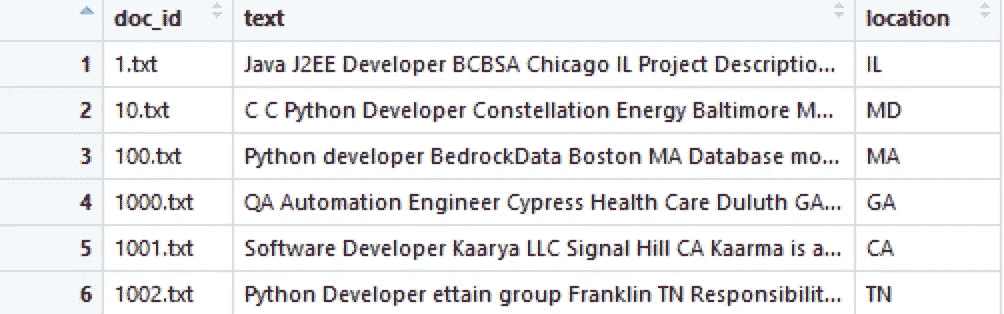 doc_id text location
1 1.txt Java J2EE Developer BCBSA Chicago IL Project Descriptio... IL
2 10.txt C C Python Developer Constellation Energy Baltimore M... MD
3 100.txt Python developer BedrockData Boston MA Database mo... MA
4 1000.txt QA Automation Engineer Cypress Health Care Duluth GA... GA
5 1001.txt Software Developer Kaarya LLC Signal Hill CA Kaarma is a... CA
6 1002.txt Python Developer ettain group Franklin TN Responsibilit... TN